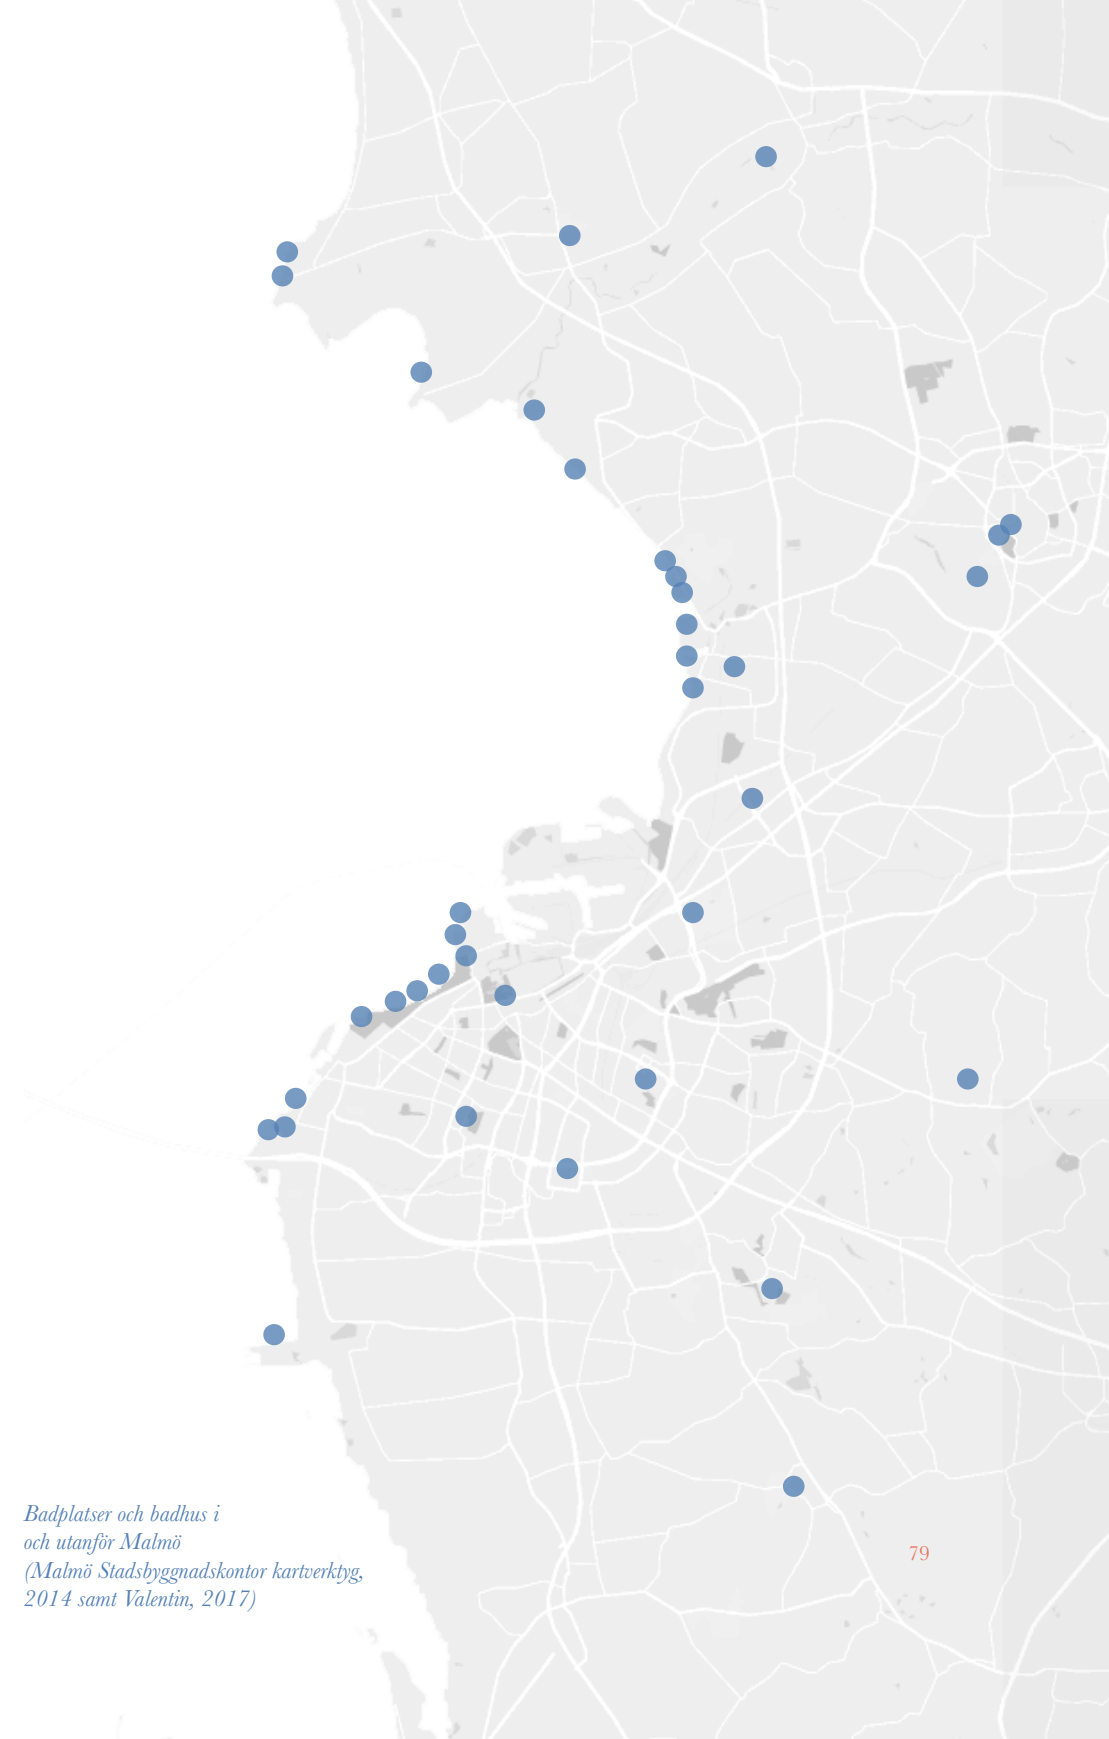 Badplatser och badhus i
och utanför Malmö
(Malmö Stadsbyggnadskontor kartverktyg,
2014 samt Valentin, 2017)
79